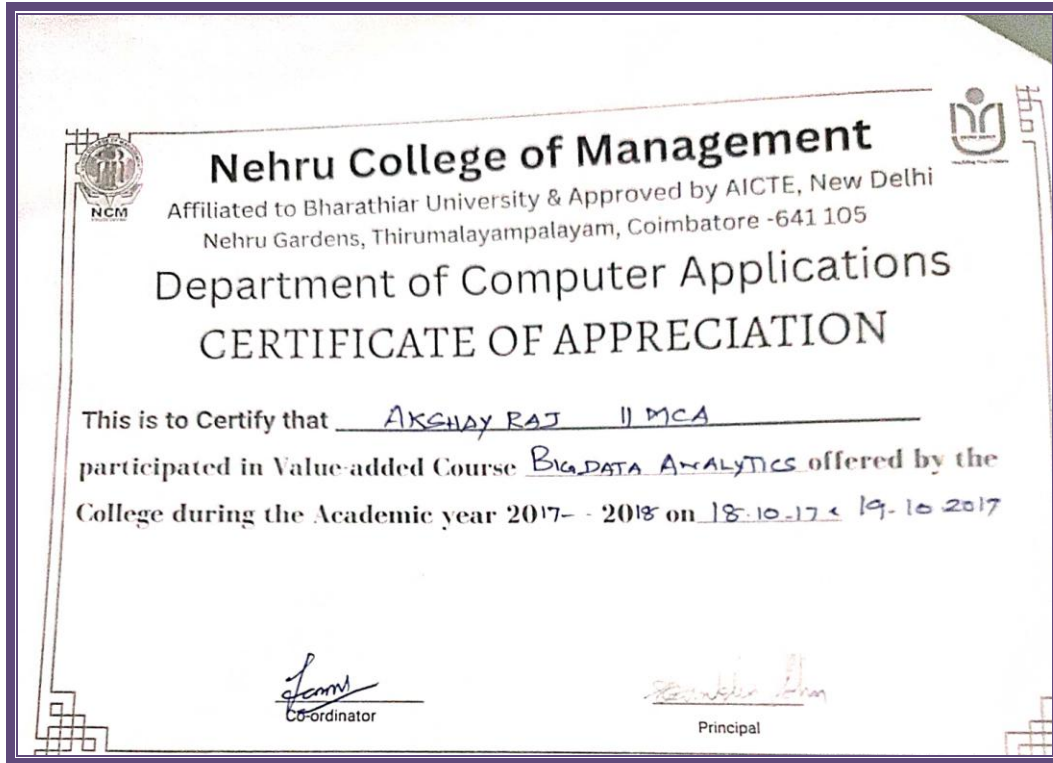 Nehru College of Management
NCM
Affiliated to Bharathiar University & Approved by AICTE, New Delhi
Nehru Gardens, Thirumalayampalayam, Coimbatore -641 105
Department of Computer Applications
CERTIFICATE OF APPRECIATION
This is to Certify that AKSHAY RAJ II MCA
participated in Value-added Course BIG DATA ANALYTICS offered by the
College during the Academic year 2017- - 2018 on 18.10.17 & 19.10.2017
Co-ordinator
Principal